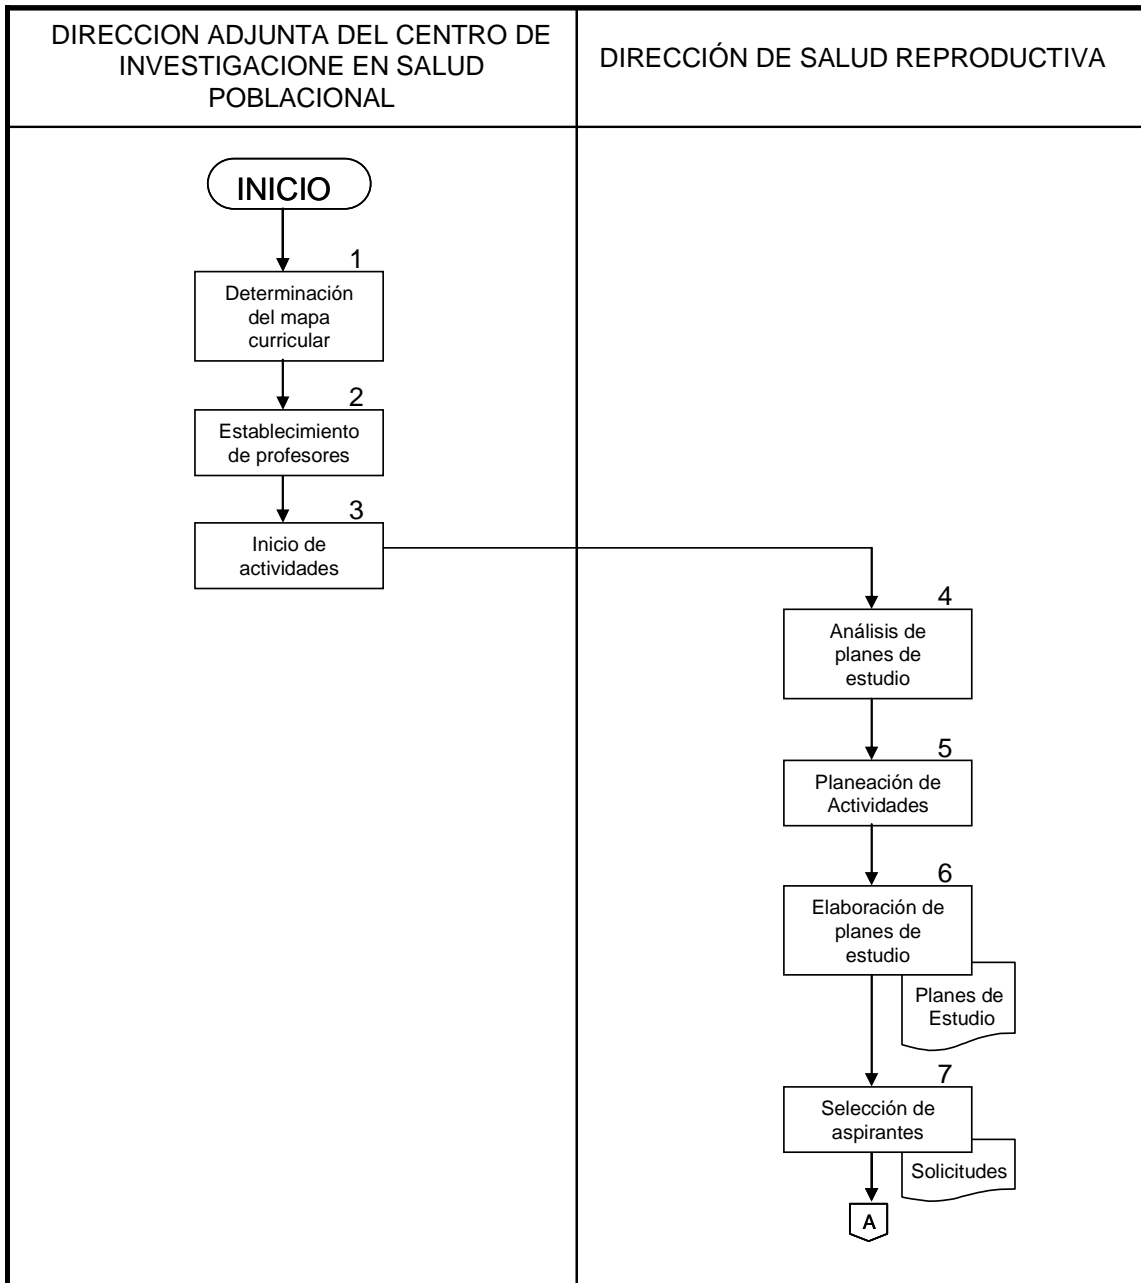 DIRECCION ADJUNTA DEL CENTRO DE
INVESTIGACIONE EN SALUD
POBLACIONAL
DIRECCIÓN DE SALUD REPRODUCTIVA
INICIO
1
Determinación
del mapa
curricular
2
Establecimiento
de profesores
3
Inicio de
actividades
4
Análisis de
planes de
estudio
5
Planeación de
Actividades
6
Elaboración de
planes de
estudio
Planes de
Estudio
7
Selección de
aspirantes
Solicitudes
A